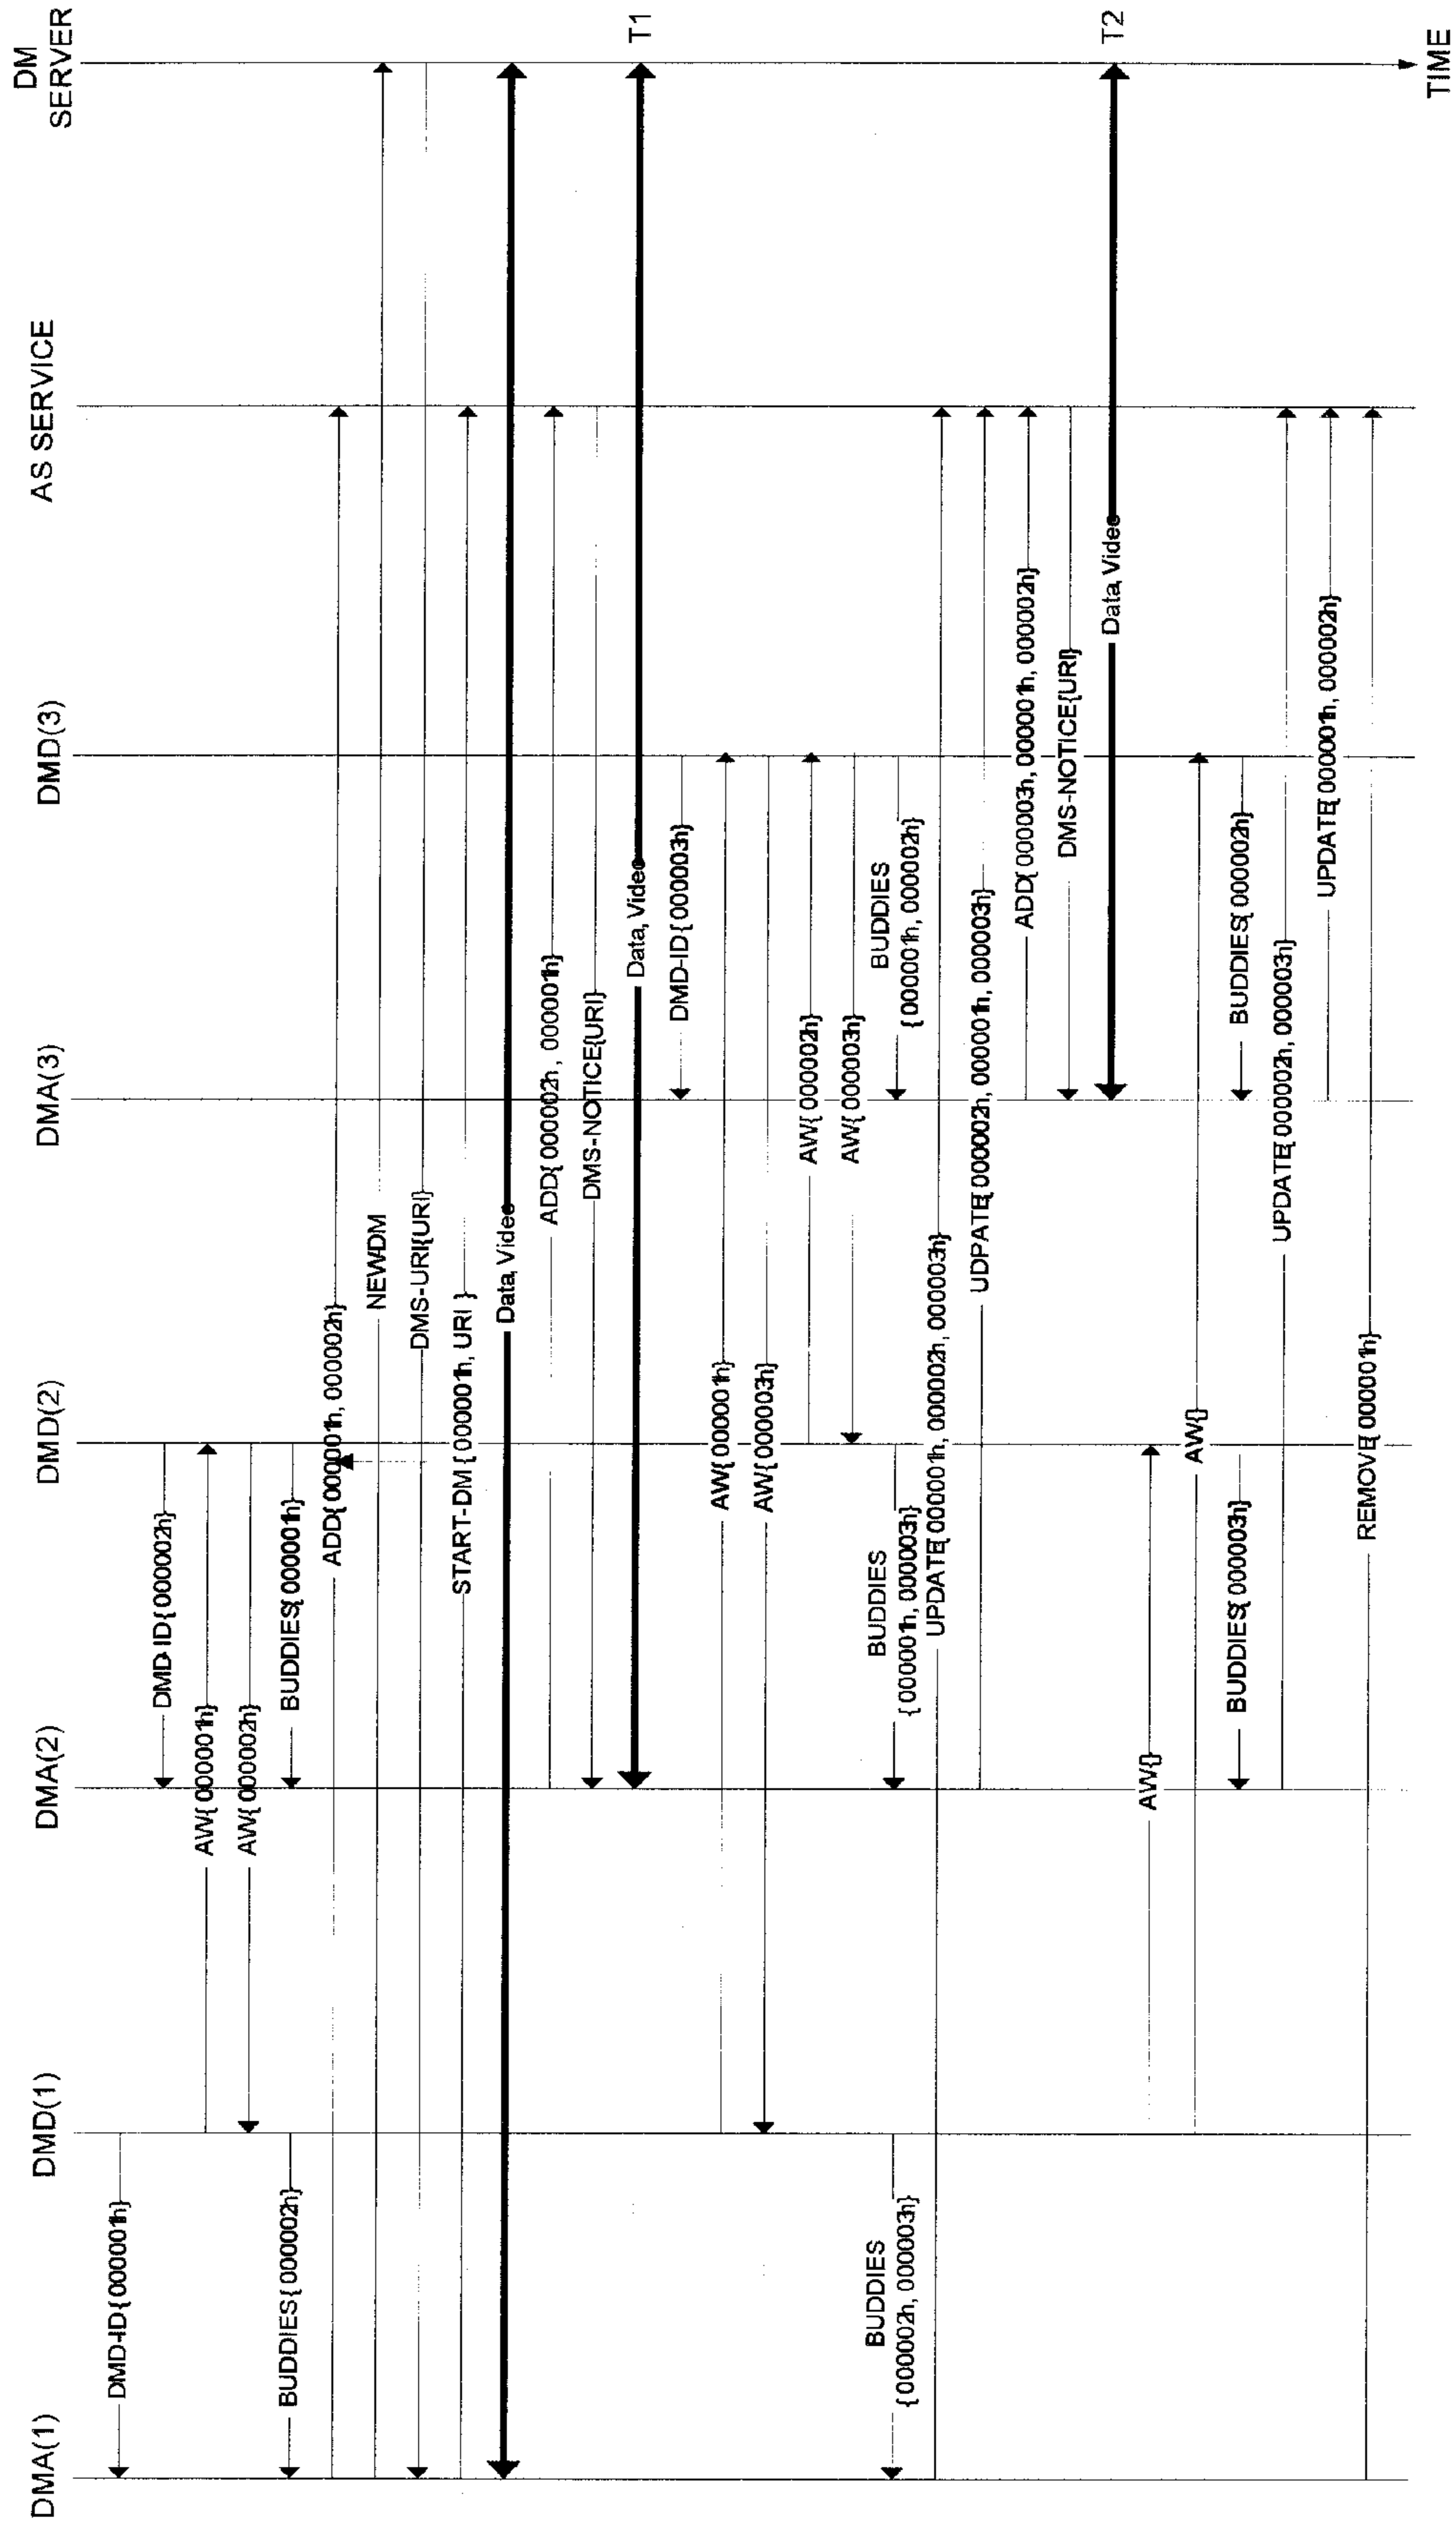 DMA(1)
DMD(1)
DMA(2)
DMD(2)
DMA(3)
DMD(3)
AS SERVICE
DM
SERVER
DMD-ID{000001h}
DMD-ID{000002h}
AW{000001h}
AW{000002h}
BUDDIES{000002h}
BUDDIES{000001h}
ADD{000001h, 000002h}
NEWDM
DMS-URI{URI}
START-DM{000001h, URI }
Data, Video
ADD{000002h, 000001h}
DMS-NOTICE{URI}
Data, Video
T1
DMD-ID{000003h}
AW{000001h}
AW{000003h}
AW{000002h}
AW{000003h}
BUDDIES
{000002h, 000003h}
BUDDIES
{000001h, 000003h}
BUDDIES
{000001h, 000002h}
UPDATE{000001h, 000002h, 000003h}
UDPATE{000002h, 000001h, 000003h}
ADD{000003h, 000001h, 000002h}
DMS-NOTICE{URI}
Data, Video
T2
AW{}
AW{}
BUDDIES{000003h}
BUDDIES{000002h}
UPDATE{000002h, 000003h}
UPDATE{000001h, 000002h}
REMOVE{000001h}
TIME